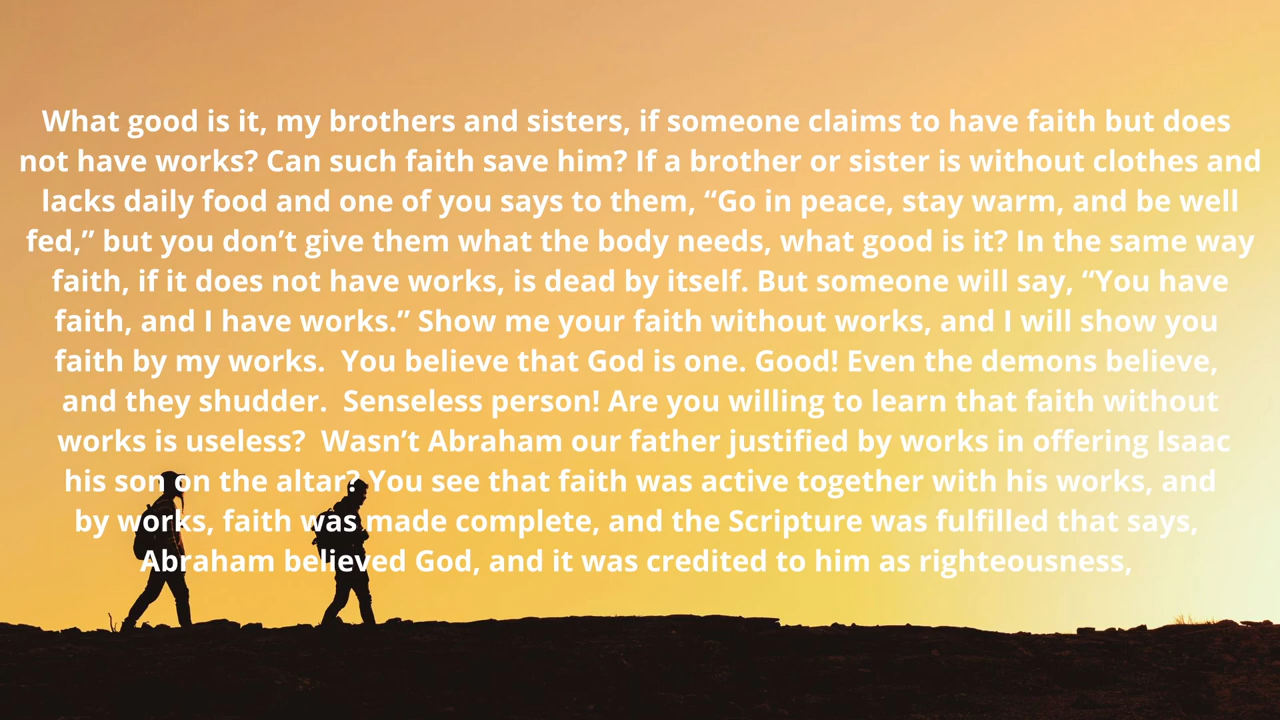 What good is it, my brothers and sisters, if someone claims to have faith but does
not have works? Can such faith save him? If a brother or sister is without clothes and
lacks daily food and one of you says to them, “Go in peace, stay warm, and be well
fed,” but you don’t give them what the body needs, what good is it? In the same way
faith, if it does not have works, is dead by itself. But someone will say, “You have
faith, and I have works.” Show me your faith without works, and I will show you
faith by my works.  You believe that God is one. Good! Even the demons believe,
and they shudder.  Senseless person! Are you willing to learn that faith without
works is useless?  Wasn’t Abraham our father justified by works in offering Isaac
his son on the altar? You see that faith was active together with his works, and
by works, faith was made complete, and the Scripture was fulfilled that says,
Abraham believed God, and it was credited to him as righteousness,